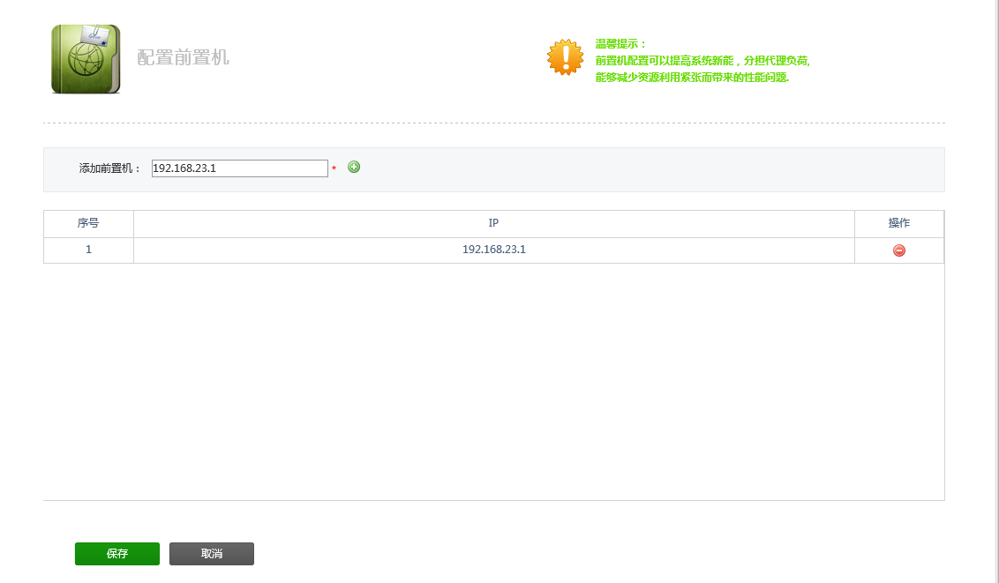 配置前置机
温馨提示：
前置机配置可以提高系统新能，分担代理负荷,
能够减少资源利用紧张而带来的性能问题.
添加前置机： 192.168.23.1 *
序号 IP 操作
1 192.168.23.1
保存 取消